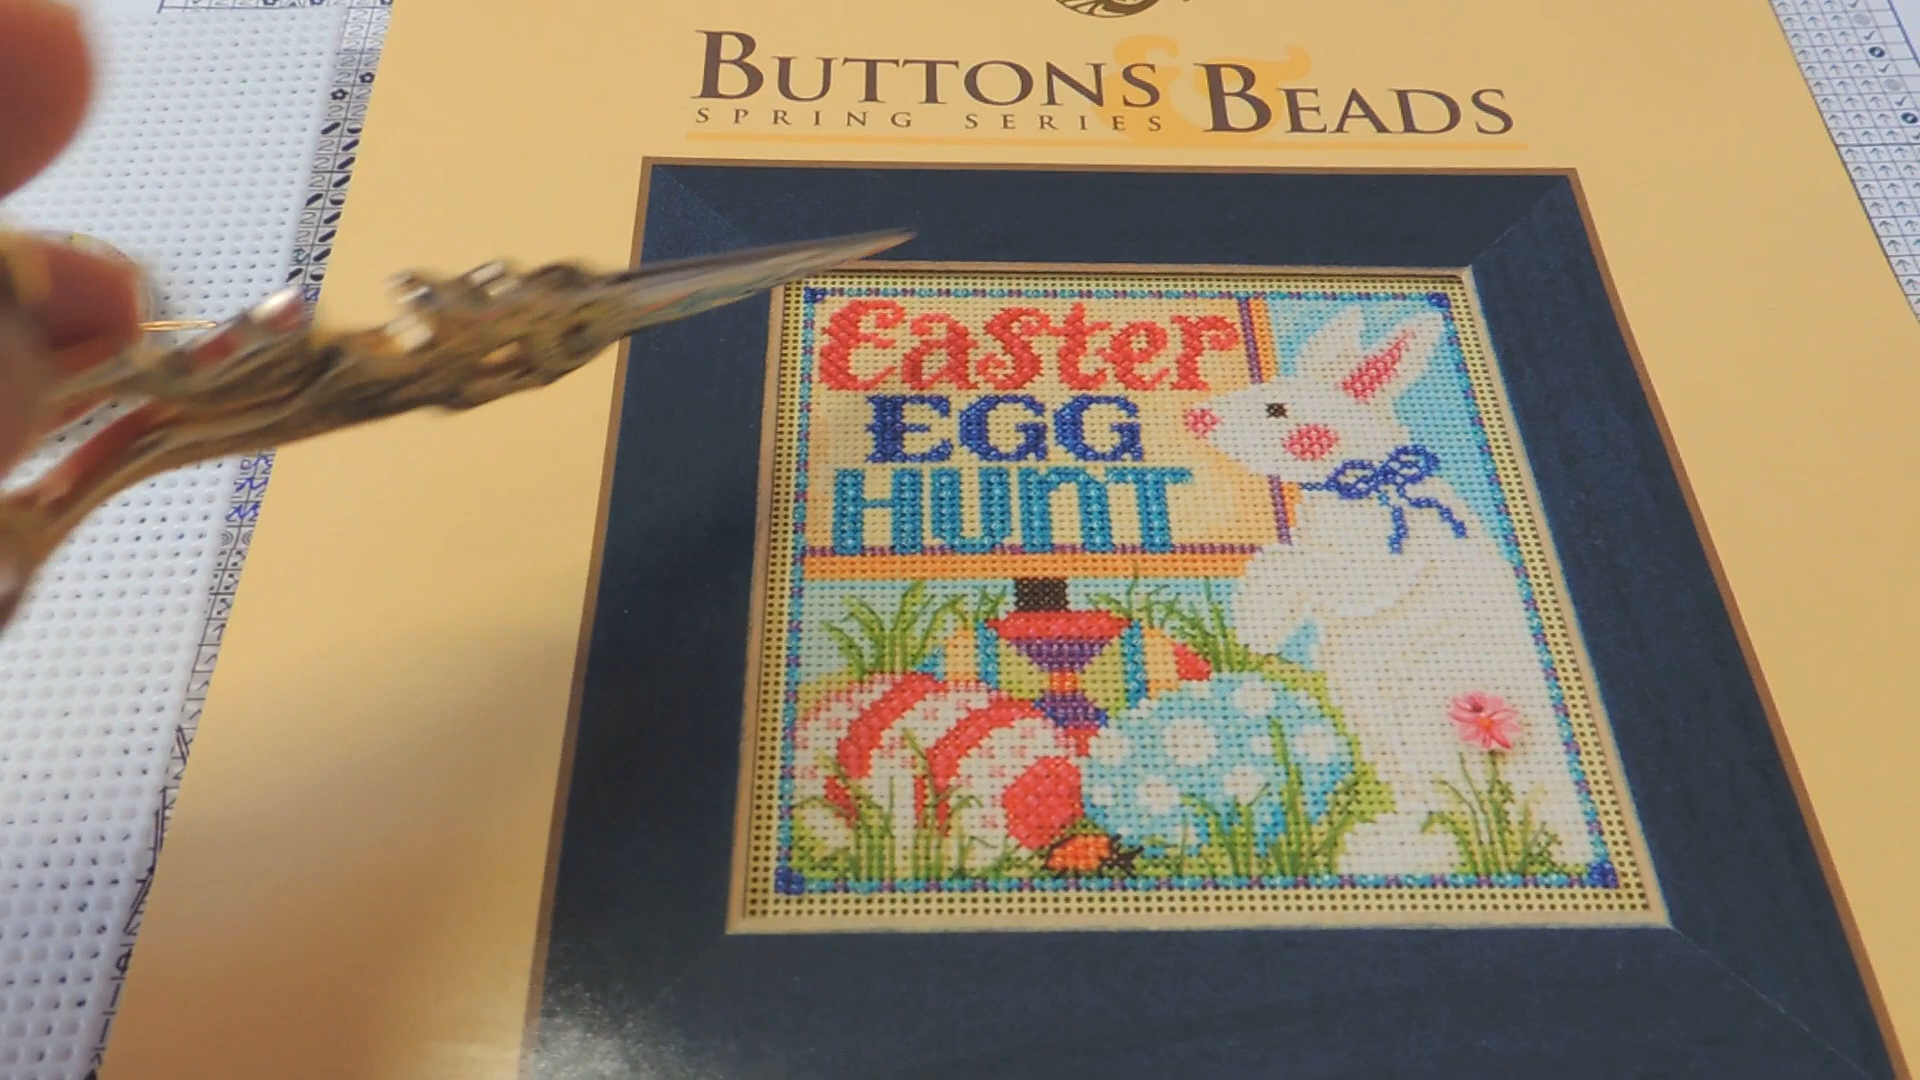 BUTTONS & BEADS
SPRING SERIES
Easter
EGG
HUNT